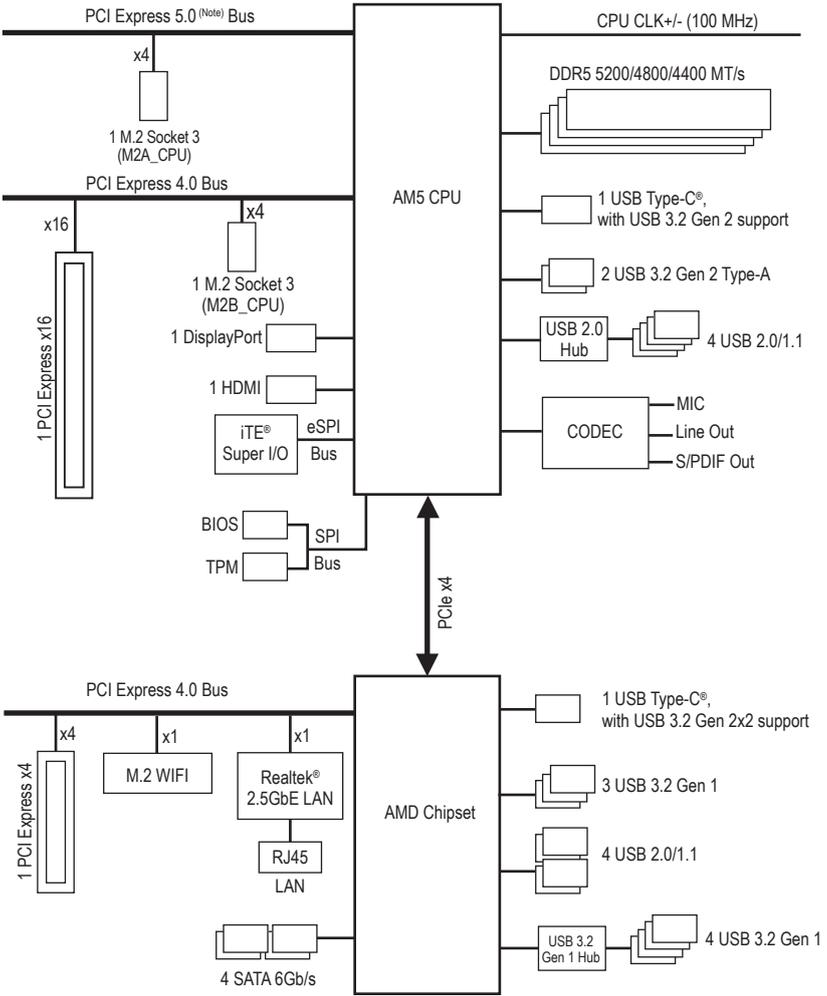 PCI Express 5.0 (Note) Bus
CPU CLK+/- (100 MHz)
x4
1 M.2 Socket 3
(M2A_CPU)
DDR5 5200/4800/4400 MT/s
PCI Express 4.0 Bus
AM5 CPU
x16
x4
1 M.2 Socket 3
(M2B_CPU)
1 PCI Express x16
1 USB Type-C®,
with USB 3.2 Gen 2 support
2 USB 3.2 Gen 2 Type-A
1 DisplayPort
USB 2.0
Hub
4 USB 2.0/1.1
1 HDMI
iTE®
Super I/O
eSPI
Bus
CODEC
MIC
Line Out
S/PDIF Out
BIOS
TPM
SPI
Bus
PCIe x4
PCI Express 4.0 Bus
x4
x1
x1
1 PCI Express x4
M.2 WIFI
Realtek®
2.5GbE LAN
RJ45
LAN
AMD Chipset
1 USB Type-C®,
with USB 3.2 Gen 2x2 support
3 USB 3.2 Gen 1
4 USB 2.0/1.1
4 SATA 6Gb/s
USB 3.2
Gen 1 Hub
4 USB 3.2 Gen 1